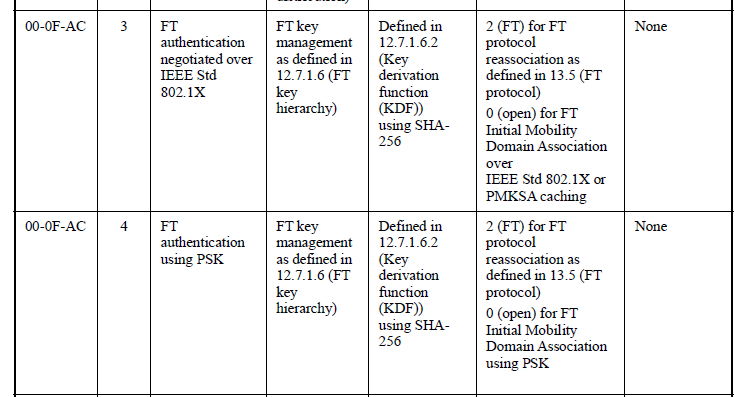 00-0F-AC
3
FT
authentication
negotiated over
IEEE Std
802.1X
FT key
management
as defined in
12.7.1.6 (FT
key
hierarchy)
Defined in
12.7.1.6.2
(Key
derivation
function
(KDF))
using SHA-
256
2 (FT) for FT
protocol
reassociation as
defined in 13.5 (FT
protocol)
0 (open) for FT
Initial Mobility
Domain Association
over
IEEE Std 802.1X or
PMKSA caching
None
00-0F-AC
4
FT
authentication
using PSK
FT key
management
as defined in
12.7.1.6 (FT
key
hierarchy)
Defined in
12.7.1.6.2
(Key
derivation
function
(KDF))
using SHA-
256
2 (FT) for FT
protocol
reassociation as
defined in 13.5 (FT
protocol)
0 (open) for FT
Initial Mobility
Domain Association
using PSK
None